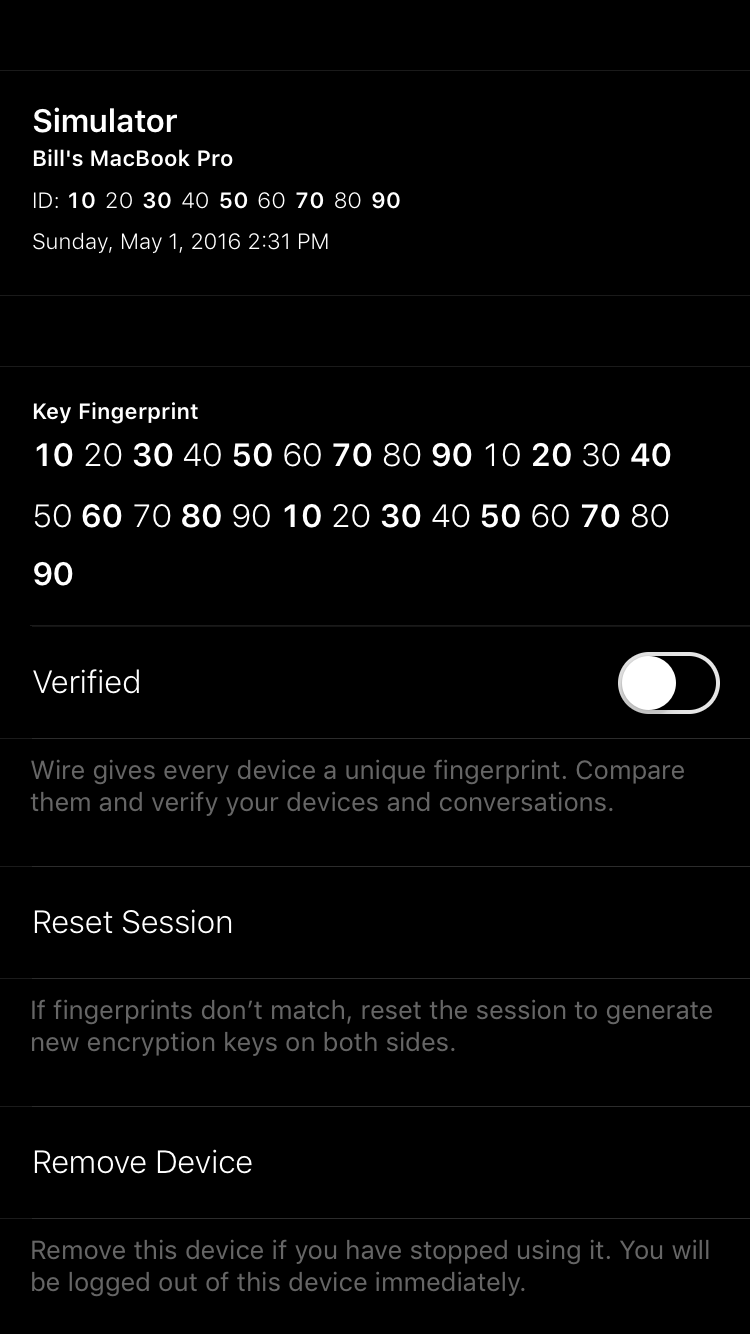 Simulator
Bill's MacBook Pro
ID: 10 20 30 40 50 60 70 80 90
Sunday, May 1, 2016 2:31 PM
Key Fingerprint
10 20 30 40 50 60 70 80 90 10 20 30 40
50 60 70 80 90 10 20 30 40 50 60 70 80
90
Verified
Wire gives every device a unique fingerprint. Compare
them and verify your devices and conversations.
Reset Session
If fingerprints don’t match, reset the session to generate
new encryption keys on both sides.
Remove Device
Remove this device if you have stopped using it. You will
be logged out of this device immediately.